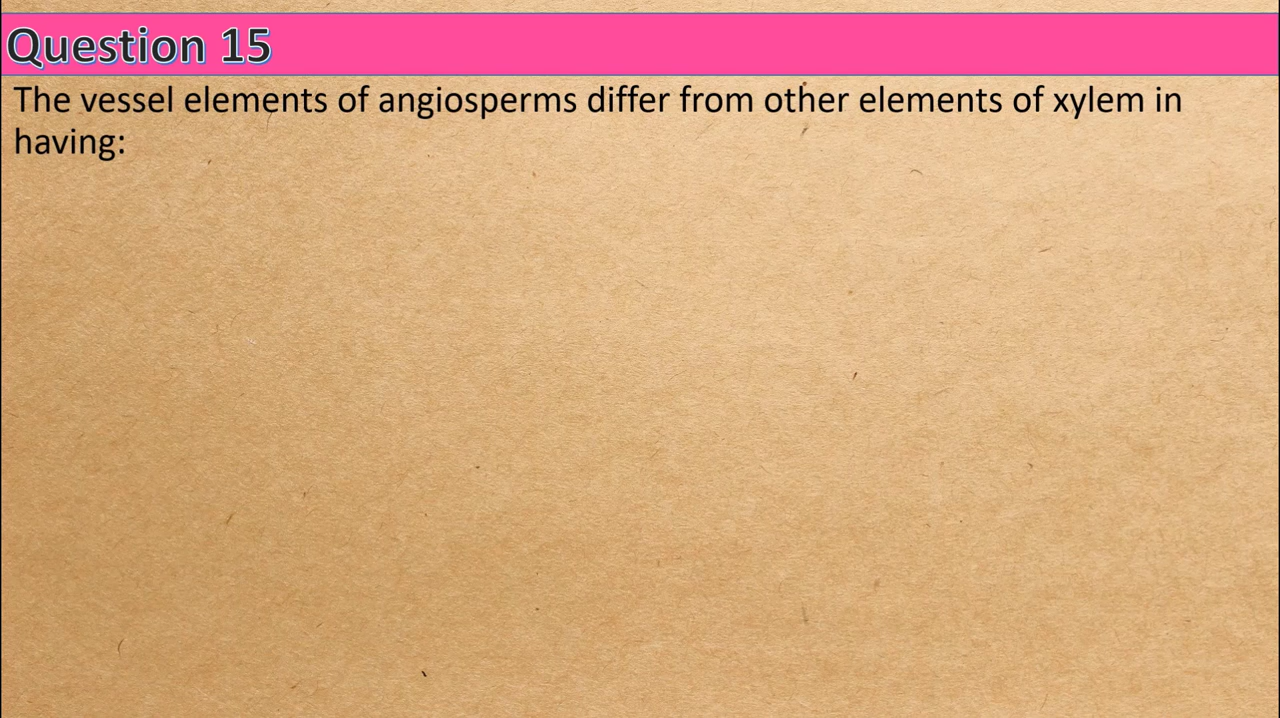 Question 15
The vessel elements of angiosperms differ from other elements of xylem in
having: